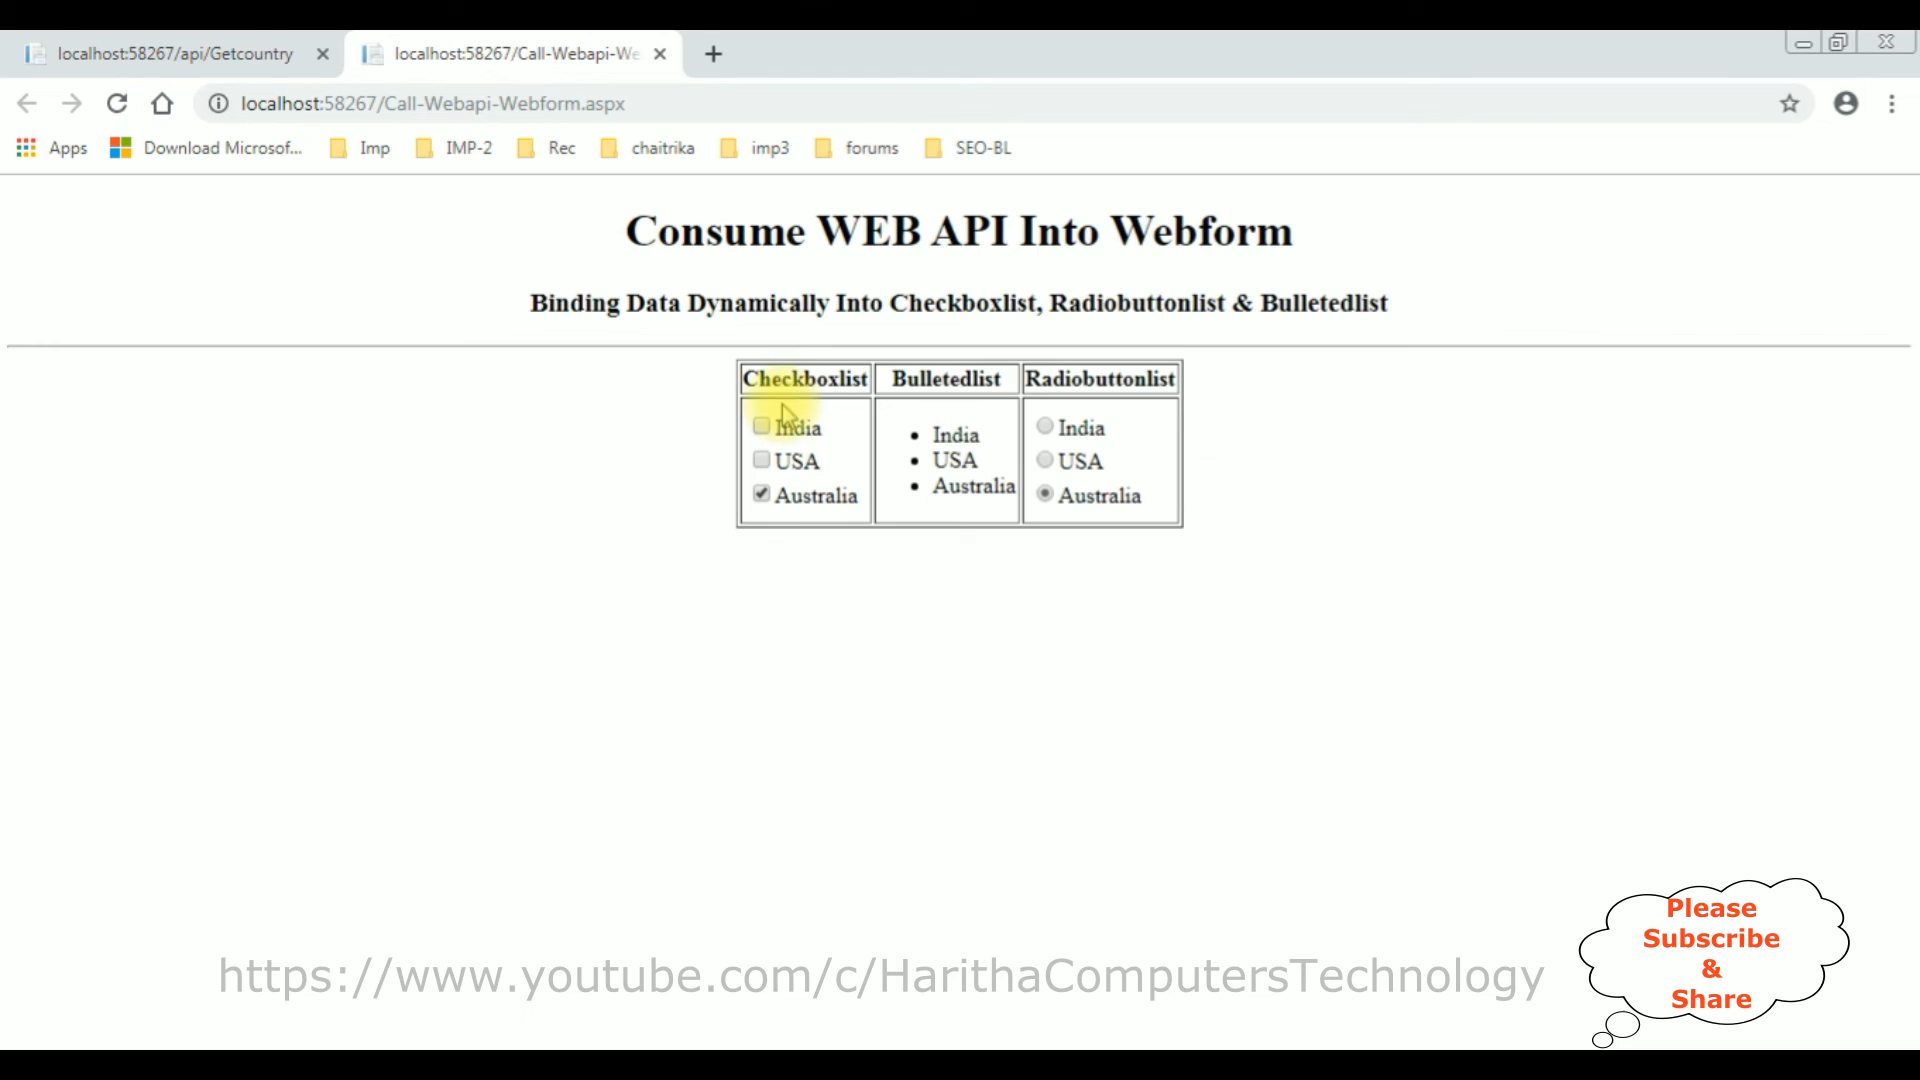 localhost:58267/api/Getcountry
localhost:58267/Call-Webapi-We
localhost:58267/Call-Webapi-Webform.aspx
Apps
Download Microsof...
Imp
IMP-2
Rec
chaitrika
imp3
forums
SEO-BL
Consume WEB API Into Webform
Binding Data Dynamically Into Checkboxlist, Radiobuttonlist & Bulletedlist
Checkboxlist Bulletedlist Radiobuttonlist
India
USA
Australia
India
USA
Australia
India
USA
Australia
https://www.youtube.com/c/HarithaComputersTechnology
Please
Subscribe
&
Share